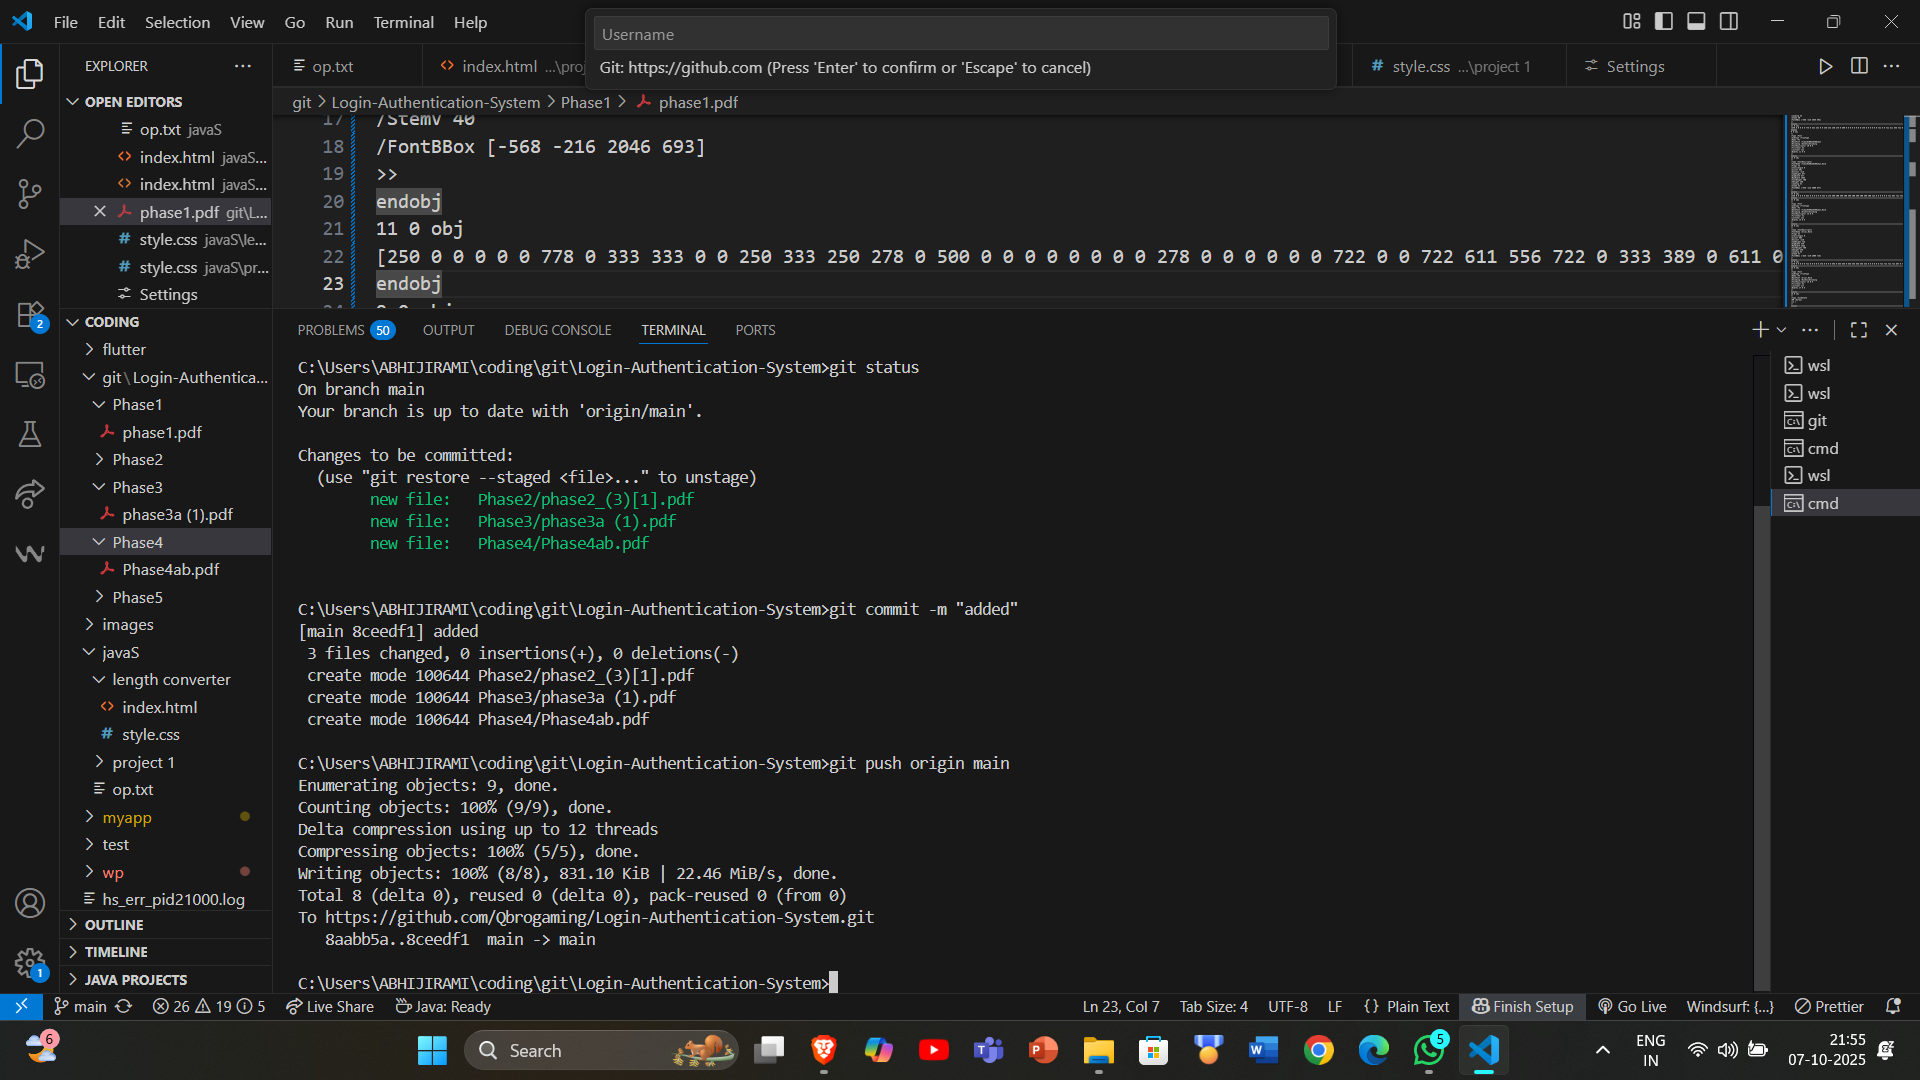 File Edit Selection View Go Run Terminal Help
Username
Git: https://github.com (Press 'Enter' to confirm or 'Escape' to cancel)
EXPLORER
op.txt
index.html ...\proj
style.css ...\project 1
Settings
git > Login-Authentication-System > Phase1 > phase1.pdf
OPEN EDITORS
op.txt javaS
index.html javaS...
index.html javaS...
phase1.pdf git\L...
style.css javaS\le...
style.css javaS\pr...
Settings
17 /StemV 40
18 /FontBBox [-568 -216 2046 693]
19 >>
20 endobj
21 11 0 obj
22 [250 0 0 0 0 0 778 0 333 333 0 0 250 333 250 278 0 500 0 0 0 0 0 0 0 0 278 0 0 0 0 0 0 722 0 0 722 611 556 722 0 333 389 0 611 0
23 endobj
CODING
flutter
git\Login-Authentica...
Phase1
phase1.pdf
Phase2
Phase3
phase3a (1).pdf
Phase4
Phase4ab.pdf
Phase5
images
javaS
length converter
index.html
style.css
project 1
op.txt
myapp
test
wp
hs_err_pid21000.log
OUTLINE
TIMELINE
JAVA PROJECTS
2
1
PROBLEMS 50 OUTPUT DEBUG CONSOLE TERMINAL PORTS
C:\Users\ABHIJIRAMI\coding\git\Login-Authentication-System>git status
On branch main
Your branch is up to date with 'origin/main'.
Changes to be committed:
(use "git restore --staged <file>..." to unstage)
new file: Phase2/phase2_(3)[1].pdf
new file: Phase3/phase3a (1).pdf
new file: Phase4/Phase4ab.pdf
C:\Users\ABHIJIRAMI\coding\git\Login-Authentication-System>git commit -m "added"
[main 8ceedf1] added
3 files changed, 0 insertions(+), 0 deletions(-)
create mode 100644 Phase2/phase2_(3)[1].pdf
create mode 100644 Phase3/phase3a (1).pdf
create mode 100644 Phase4/Phase4ab.pdf
C:\Users\ABHIJIRAMI\coding\git\Login-Authentication-System>git push origin main
Enumerating objects: 9, done.
Counting objects: 100% (9/9), done.
Delta compression using up to 12 threads
Compressing objects: 100% (5/5), done.
Writing objects: 100% (8/8), 831.10 KiB | 22.46 MiB/s, done.
Total 8 (delta 0), reused 0 (delta 0), pack-reused 0 (from 0)
To https://github.com/Qbrogaming/Login-Authentication-System.git
8aabb5a..8ceedf1 main -> main
C:\Users\ABHIJIRAMI\coding\git\Login-Authentication-System>
wsl
wsl
git
cmd
wsl
cmd
main 26 19 5 Live Share Java: Ready Ln 23, Col 7 Tab Size: 4 UTF-8 LF {} Plain Text Finish Setup Go Live Windsurf: {...} Prettier
6
Search
5
ENG
IN
21:55
07-10-2025